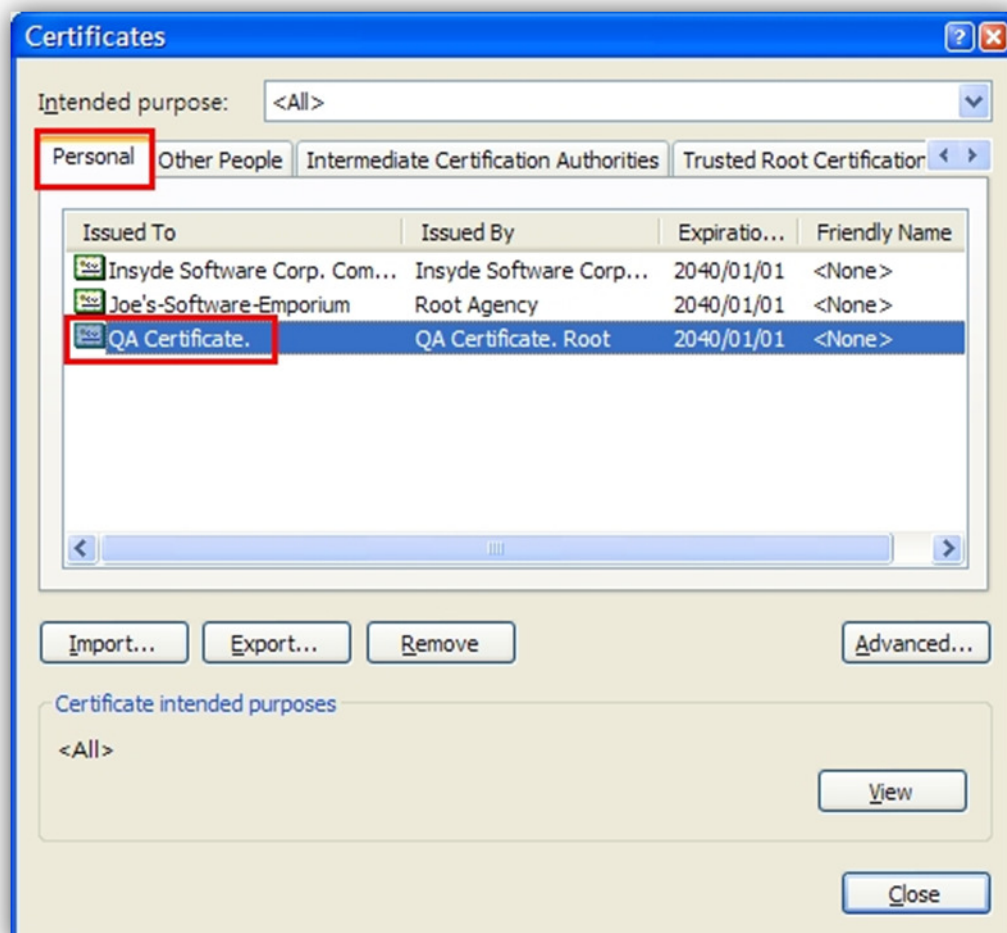 Certificates
Intended purpose: <All>
Personal Other People Intermediate Certification Authorities Trusted Root Certification
Issued To Issued By Expiratio... Friendly Name
Insyde Software Corp. Com... Insyde Software Corp... 2040/01/01 <None>
Joe's-Software-Emporium Root Agency 2040/01/01 <None>
QA Certificate. QA Certificate. Root 2040/01/01 <None>
Import... Export... Remove Advanced...
Certificate intended purposes
<All>
View
Close